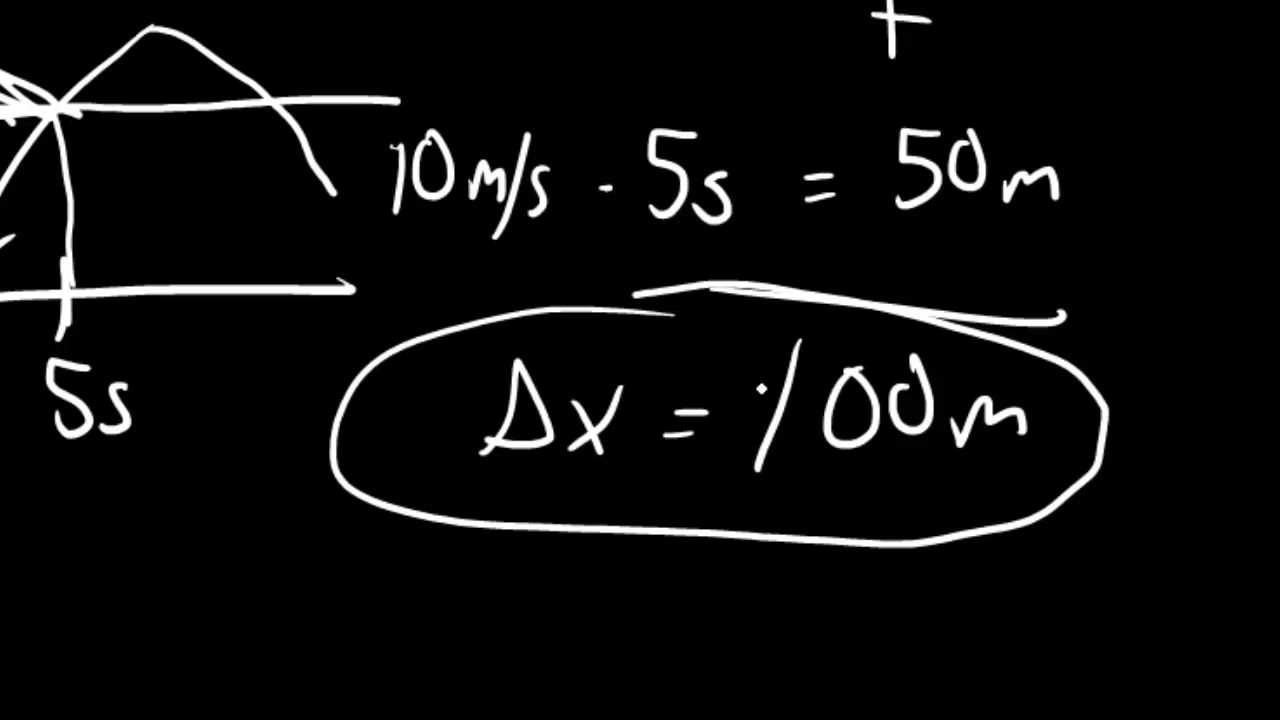 +
10m/s · 5s = 50m
5s
Δx = 100m